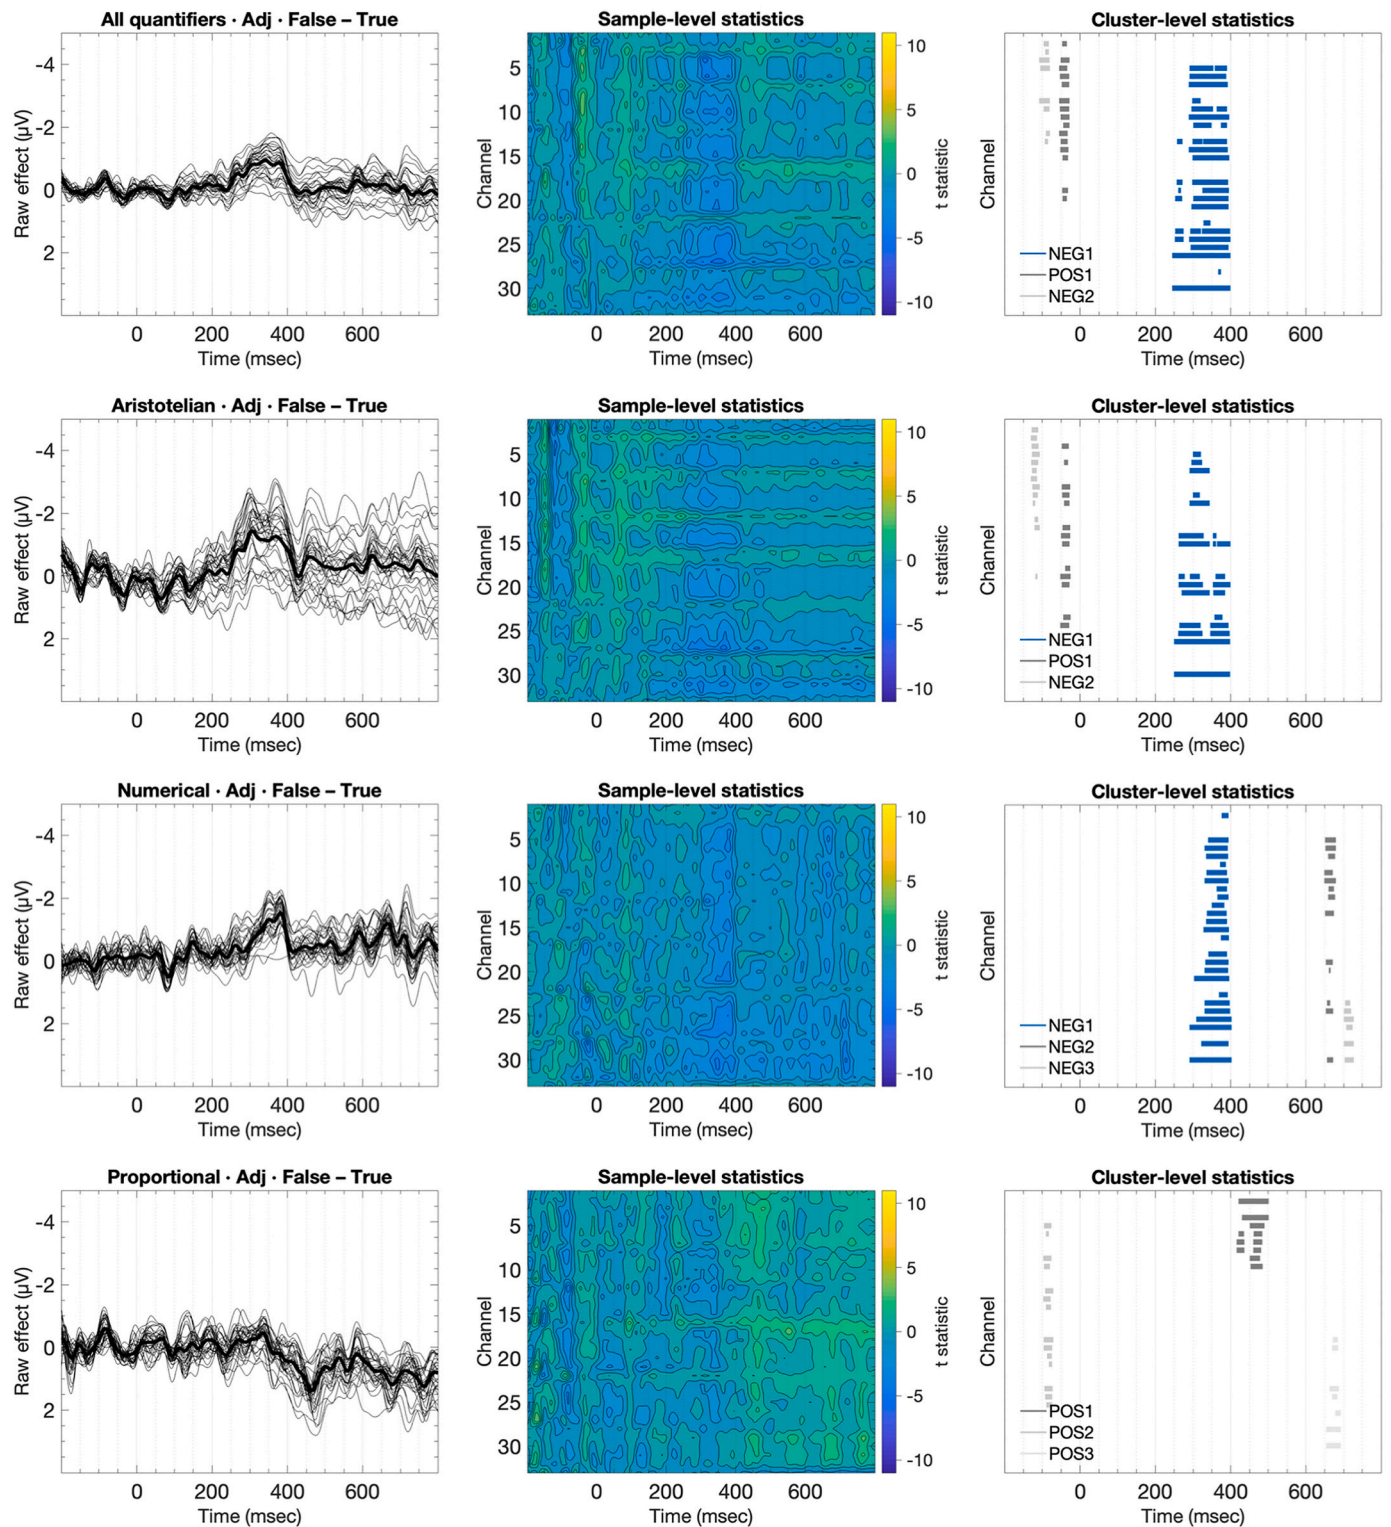 All quantifiers · Adj · False – True
Sample-level statistics
Cluster-level statistics
Raw effect (µV)
-4
-2
0
2
0 200 400 600
Time (msec)
Channel
5
10
15
20
25
30
0 200 400 600
Time (msec)
10
5
0
-5
-10
t statistic
Channel
NEG1
POS1
NEG2
0 200 400 600
Time (msec)
Aristotelian · Adj · False – True
Sample-level statistics
Cluster-level statistics
Raw effect (µV)
-4
-2
0
2
0 200 400 600
Time (msec)
Channel
5
10
15
20
25
30
0 200 400 600
Time (msec)
10
5
0
-5
-10
t statistic
Channel
NEG1
POS1
NEG2
0 200 400 600
Time (msec)
Numerical · Adj · False – True
Sample-level statistics
Cluster-level statistics
Raw effect (µV)
-4
-2
0
2
0 200 400 600
Time (msec)
Channel
5
10
15
20
25
30
0 200 400 600
Time (msec)
10
5
0
-5
-10
t statistic
Channel
NEG1
NEG2
NEG3
0 200 400 600
Time (msec)
Proportional · Adj · False – True
Sample-level statistics
Cluster-level statistics
Raw effect (µV)
-4
-2
0
2
0 200 400 600
Time (msec)
Channel
5
10
15
20
25
30
0 200 400 600
Time (msec)
10
5
0
-5
-10
t statistic
Channel
POS1
POS2
POS3
0 200 400 600
Time (msec)